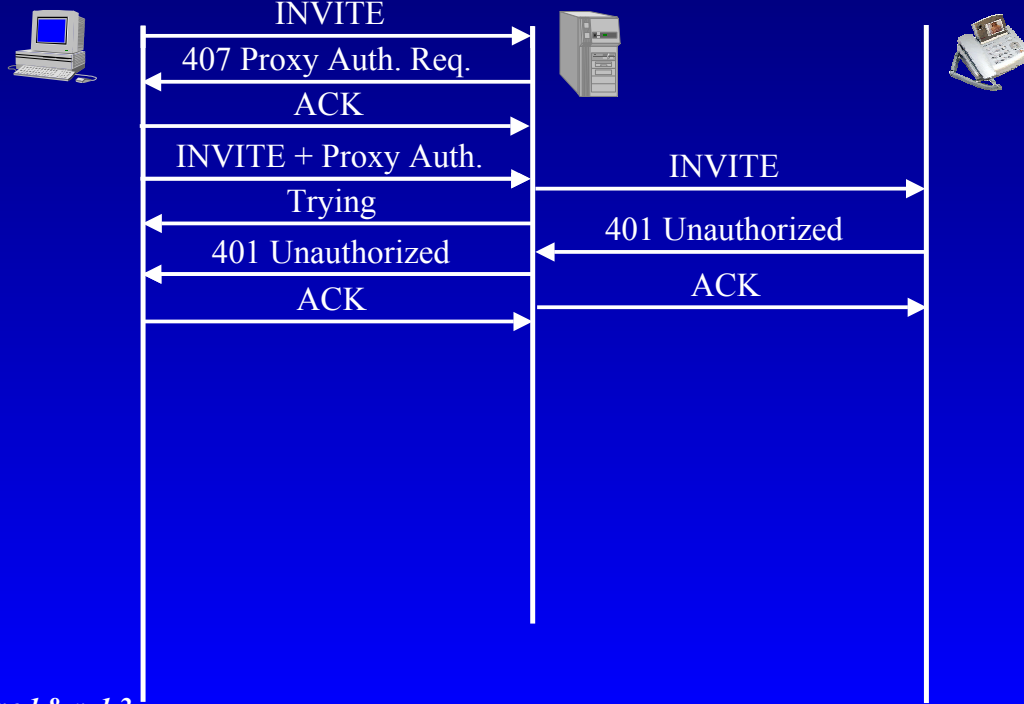 INVITE
407 Proxy Auth. Req.
ACK
INVITE + Proxy Auth.
INVITE
Trying
401 Unauthorized
401 Unauthorized
ACK
ACK